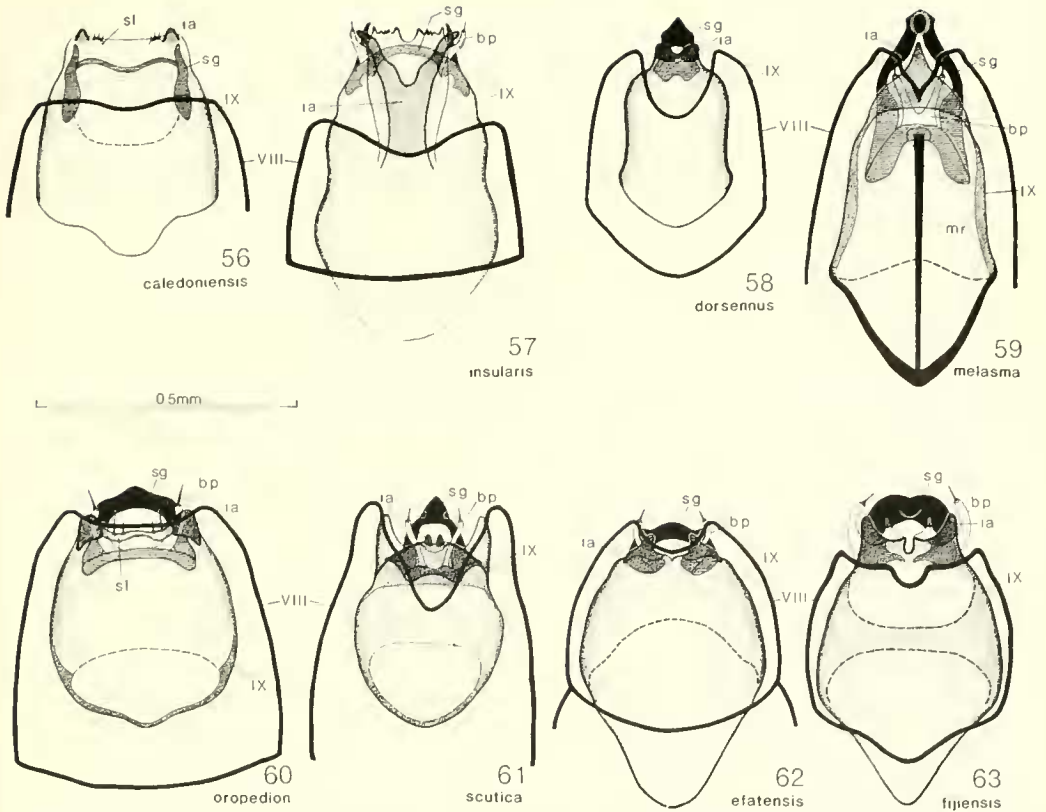 sl
ia
sg
IX
56
caledoniensis
VIII
sg
bp
IX
ia
57
insularis
sg
ia
IX
58
dorsennus
VIII
ia
sg
bp
IX
mr
59
melasma
0 5mm
sg
bp
ia
sl
IX
60
oropedion
VIII
ia
sg
bp
IX
61
scutica
sg
bp
ia
IX
62
efatensis
VIII
sg
ia
IX
63
fijiensis